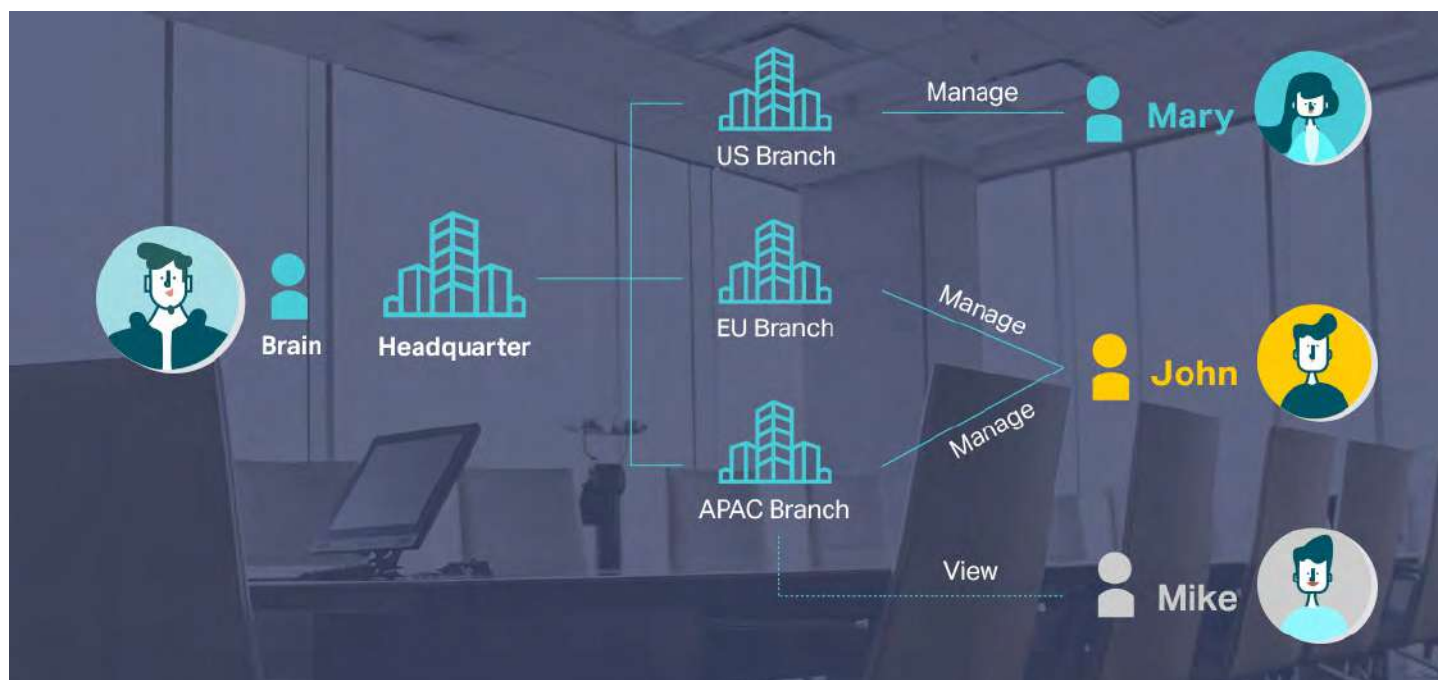 Manage
Mary
US Branch
Brain
Headquarter
EU Branch
Manage
John
Manage
APAC Branch
View
Mike